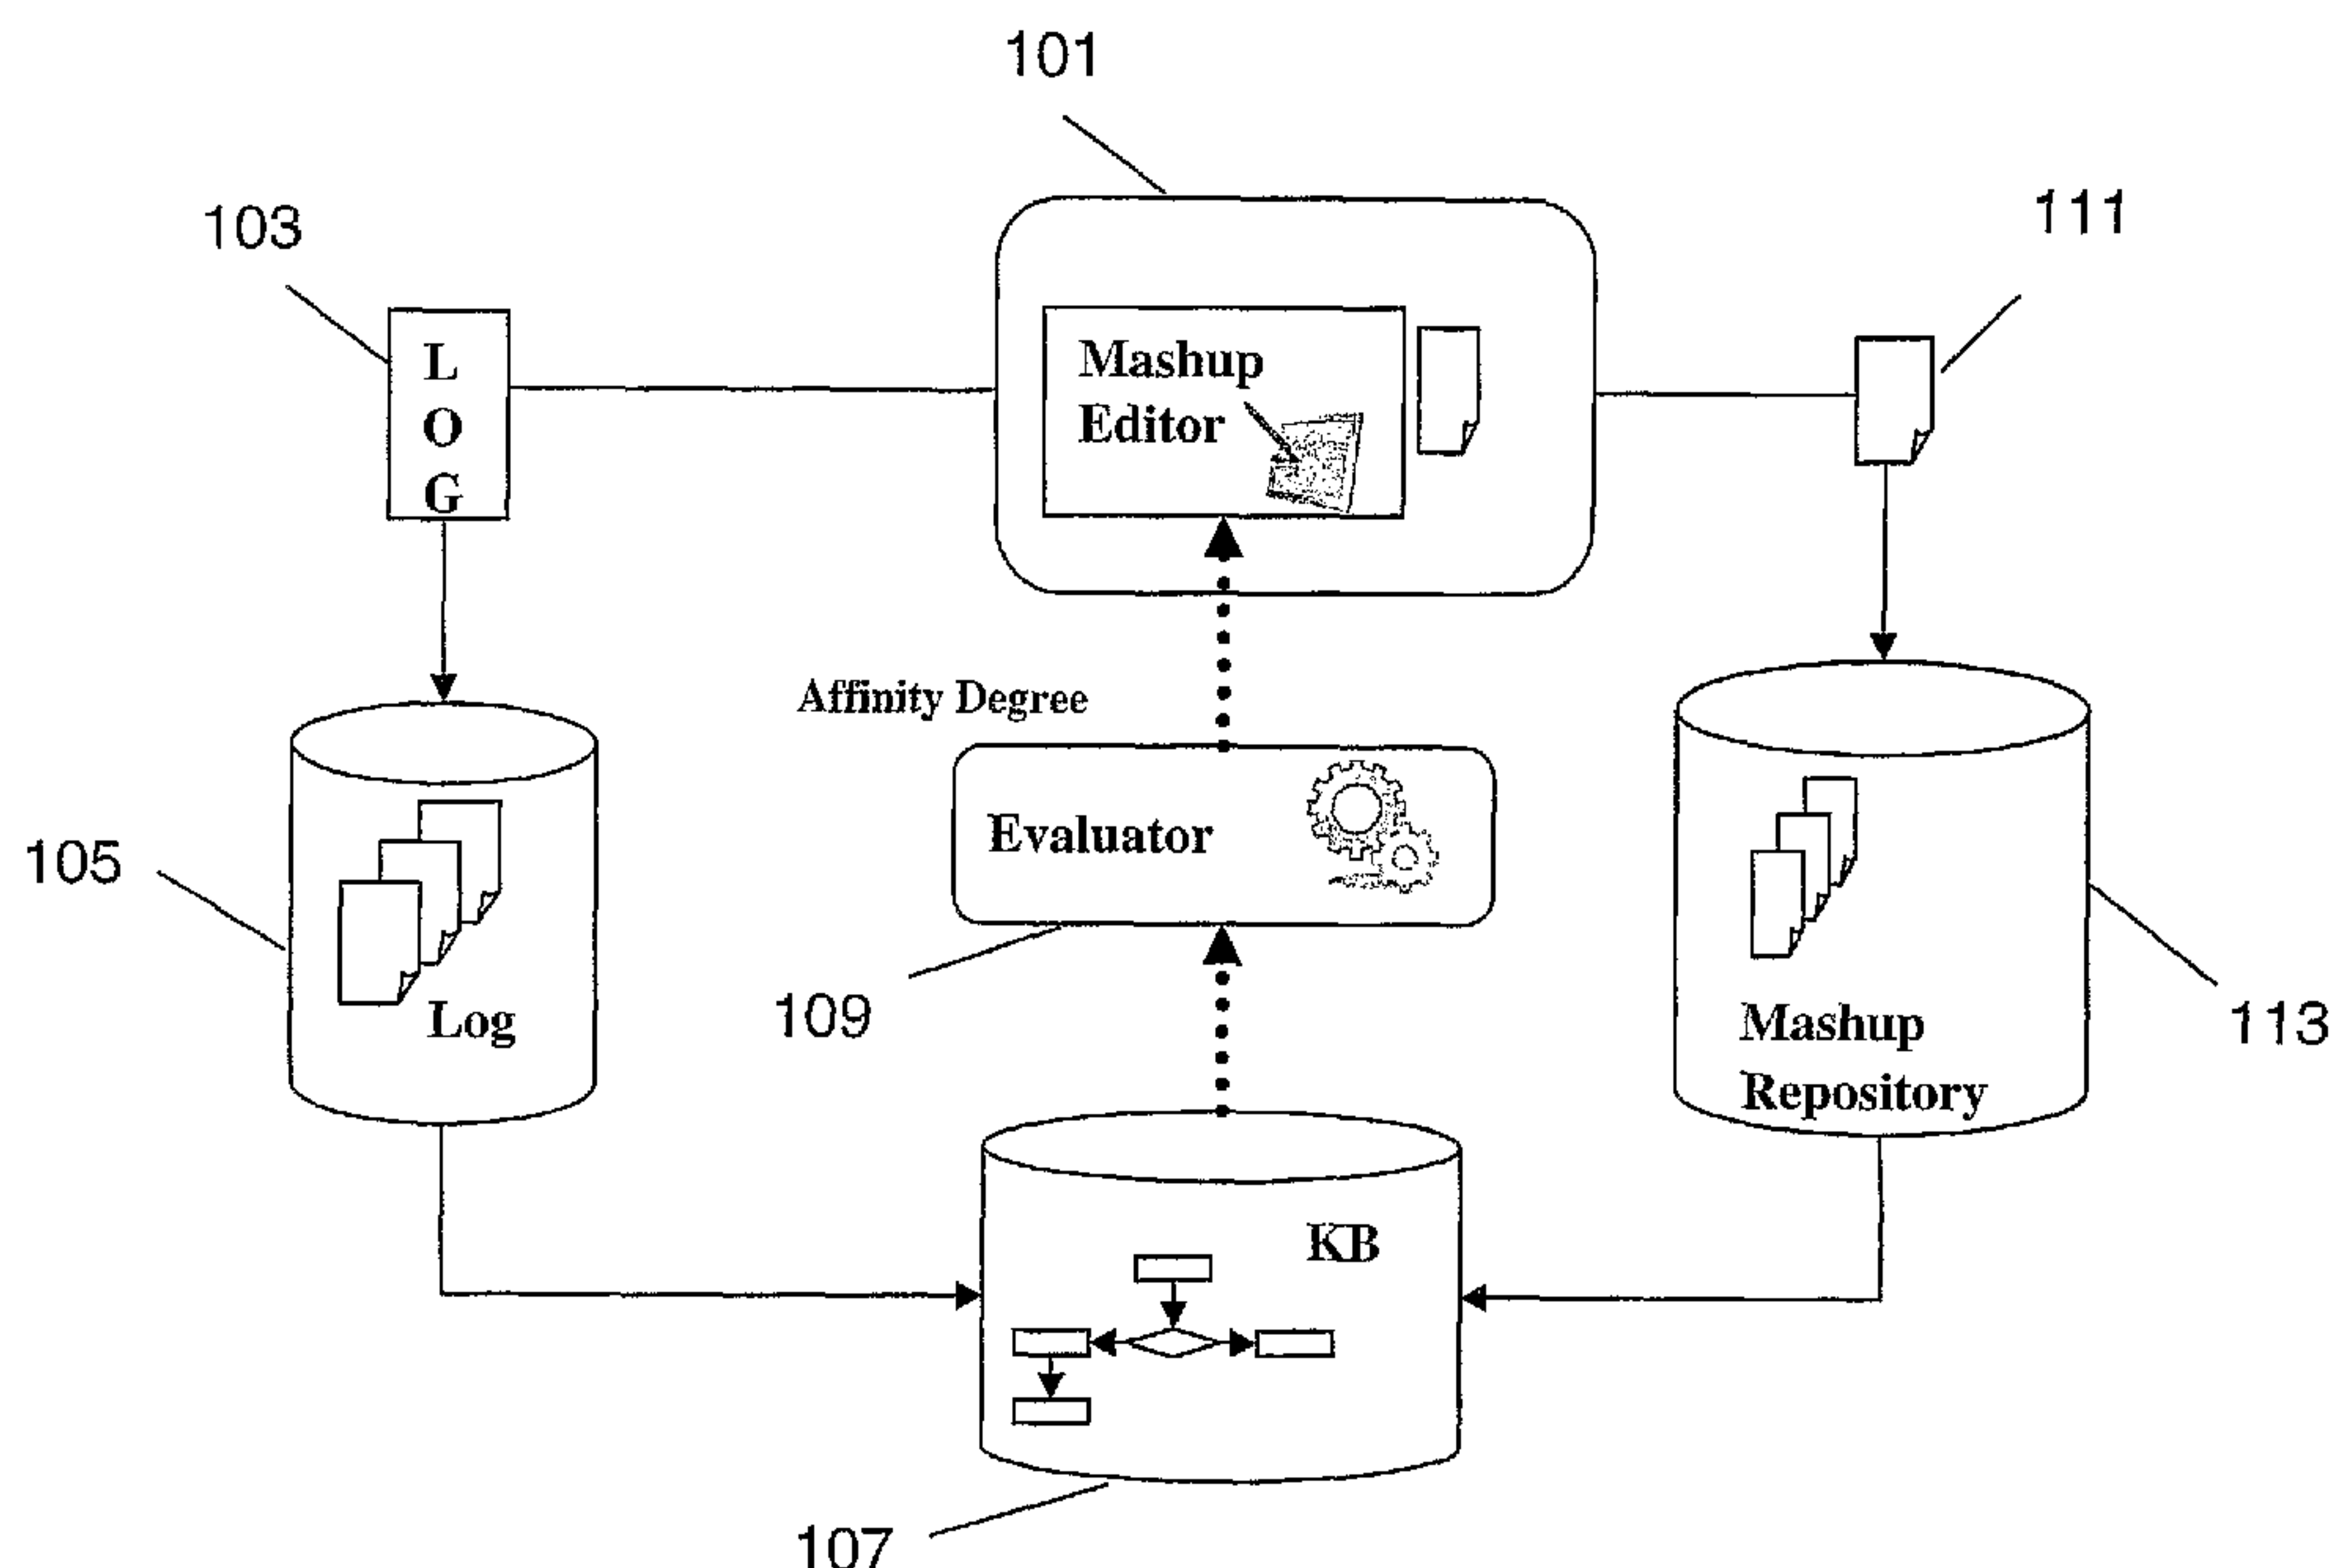 101
103
111
L
O
G
Mashup
Editor
Affinity Degree
105
Evaluator
109
Log
Mashup
Repository
113
KB
107